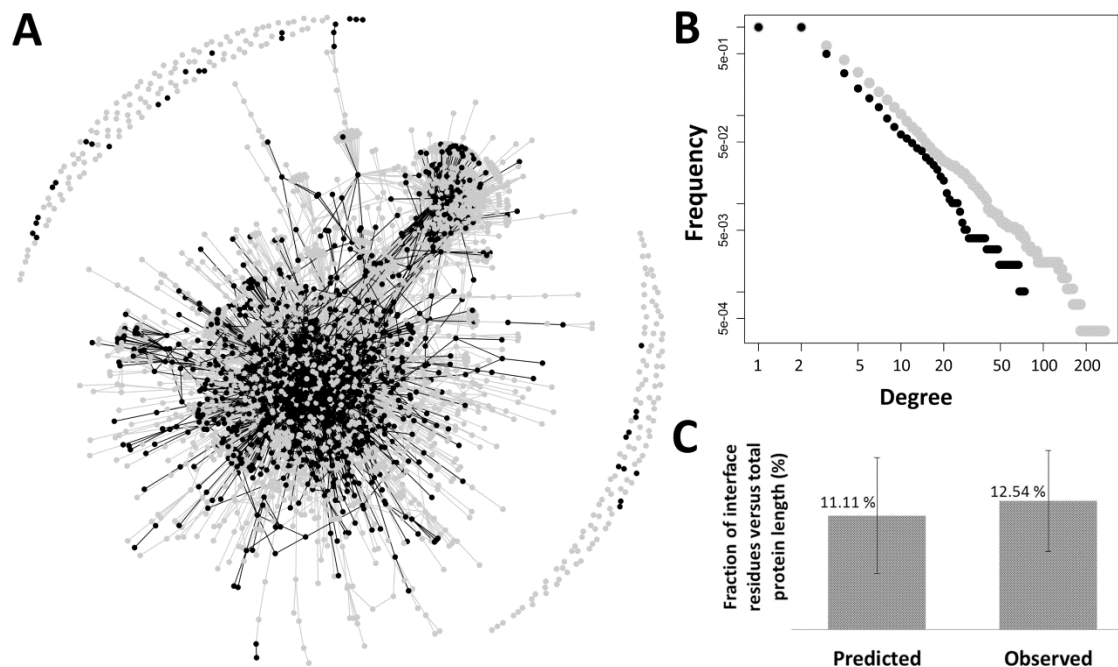 A
B
5e-01
5e-02
5e-03
5e-04
Frequency
1 2 5 10 20 50 100 200
Degree
C
Fraction of interface
residues versus total
protein length (%)
11.11 %
12.54 %
Predicted Observed